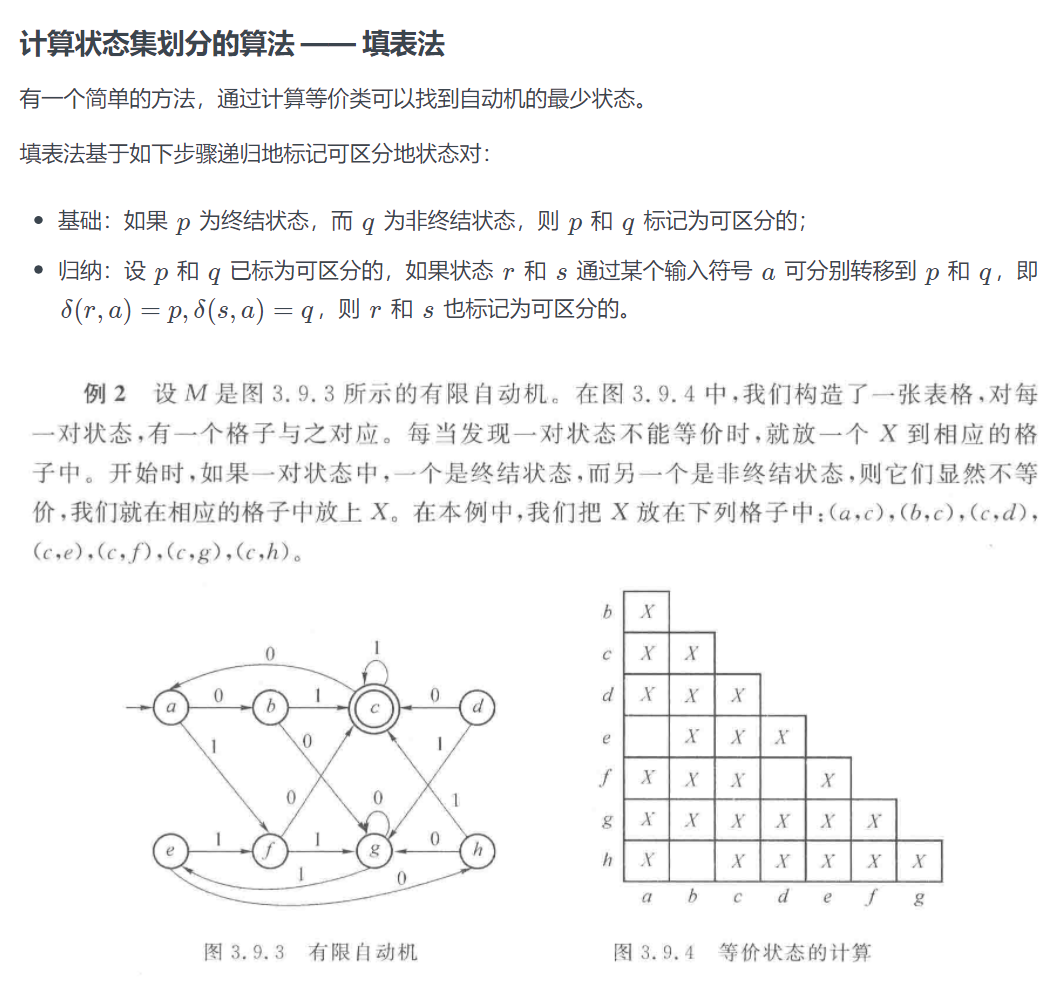 计算状态集划分的算法 —— 填表法
有一个简单的方法，通过计算等价类可以找到自动机的最少状态。
填表法基于如下步骤递归地标记可区分地状态对：
• 基础：如果 p 为终结状态，而 q 为非终结状态，则 p 和 q 标记为可区分的；
• 归纳：设 p 和 q 已标为可区分的，如果状态 r 和 s 通过某个输入符号 a 可分别转移到 p 和 q，即
δ(r, a) = p, δ(s, a) = q，则 r 和 s 也标记为可区分的。
例 2 设 M 是图 3.9.3 所示的有限自动机。在图 3.9.4 中,我们构造了一张表格,对每
一对状态,有一个格子与之对应。每当发现一对状态不能等价时,就放一个 X 到相应的格
子中。开始时,如果一对状态中,一个是终结状态,而另一个是非终结状态,则它们显然不等
价,我们就在相应的格子中放上 X。在本例中,我们把 X 放在下列格子中:(a,c),(b,c),(c,d),
(c,e),(c,f),(c,g),(c,h)。
0 1
a 0 b 1 c 0 d
1 0 1
0 0 1
e 1 f 1 g 0 h
1 0
图 3.9.3 有限自动机
b X
c X X
d X X X
e X X X
f X X X X
g X X X X X X
h X X X X X X
a b c d e f g
图 3.9.4 等价状态的计算